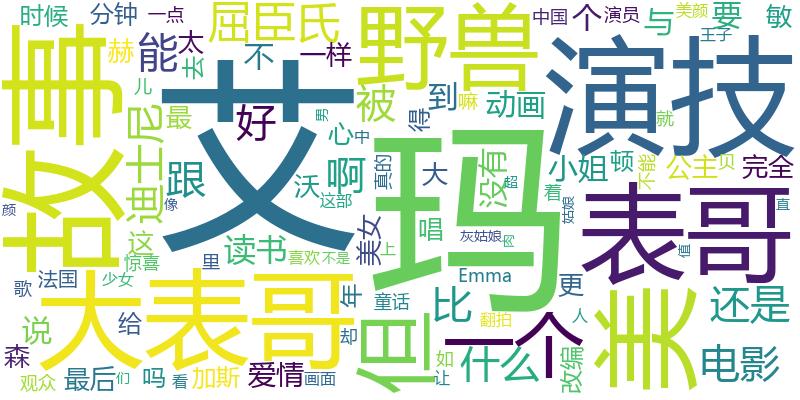 时候
分钟
一点
屈臣氏
野兽
中国
个
演员
与
美颜
王子
要
敏
赫
能
太
去
不
一样
故事
艾
玛
演技
好
被
到
嘛
动画
得
就
儿
最
迪士尼
男
中
心
跟
沃
啊
真的
大
没有
小姐
顿
不能
公主
贝
完全
这部
超
着
表哥
颜
这
像
读书
美女
唱
灰姑娘
网
姑娘
值
直
惊喜
里
喜欢
不是
上
歌
法国
少女
大表哥
年
童话
Emma
更
但
比
一个
美
还是
说
给
却
翻拍
人
森
观众
最后
们
吗
看
加斯
爱情
画面
如
让
什么
改编
电影